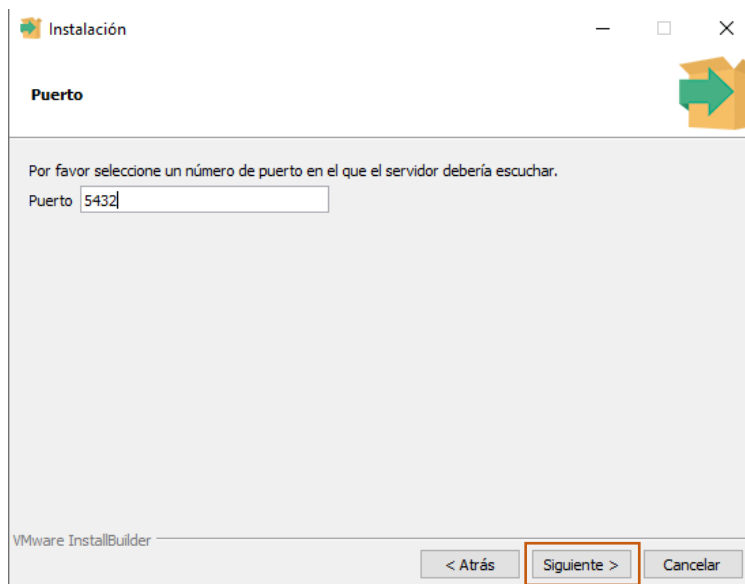 Instalación
Puerto
Por favor seleccione un número de puerto en el que el servidor debería escuchar.
Puerto 5432
VMware InstallBuilder
< Atrás Siguiente > Cancelar